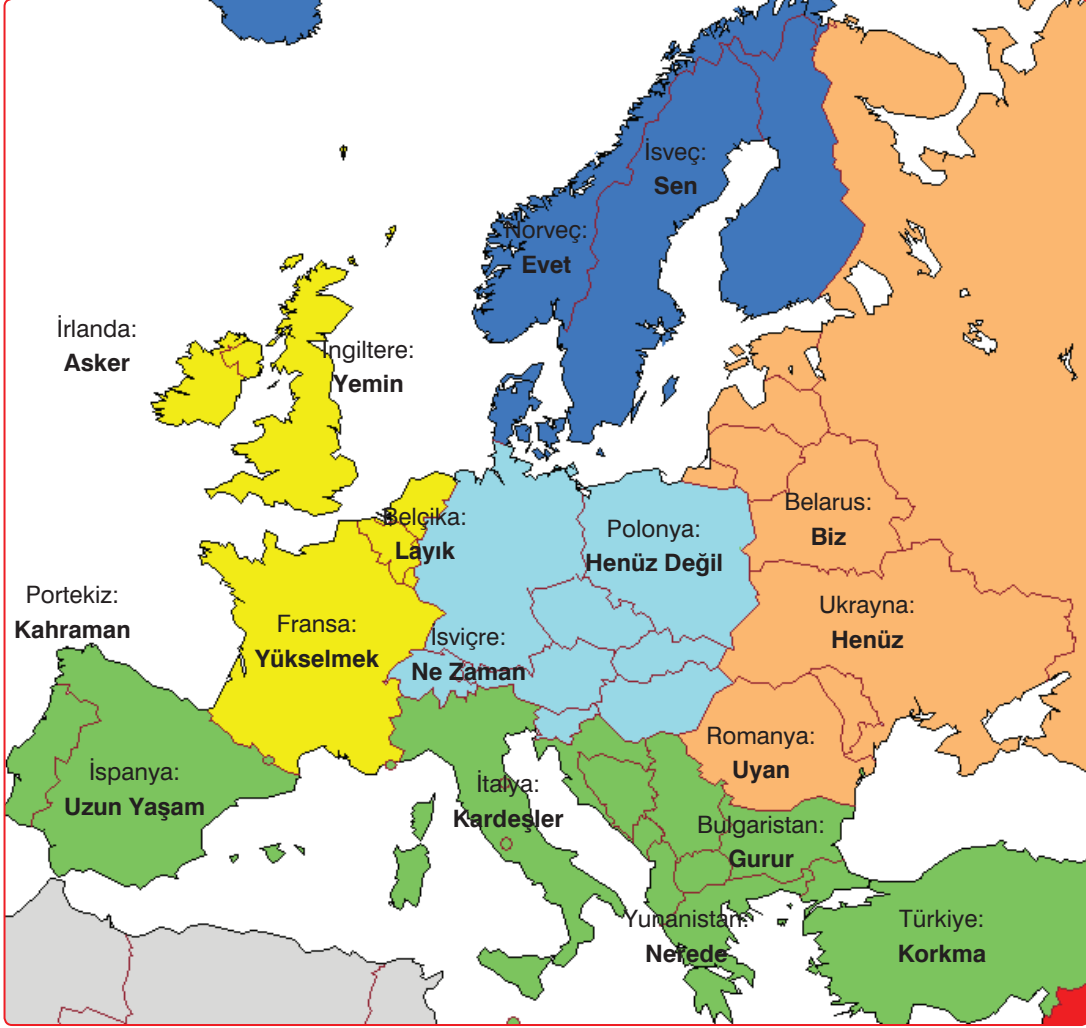 İsveç:
Sen
Norveç:
Evet
İrlanda:
Asker
İngiltere:
Yemin
Belçika:
Layık
Polonya:
Henüz Değil
Belarus:
Biz
Portekiz:
Kahraman
Fransa:
Yükselmek
İsviçre:
Ne Zaman
Ukrayna:
Henüz
Romanya:
Uyan
İspanya:
Uzun Yaşam
İtalya:
Kardeşler
Bulgaristan:
Gurur
Yunanistan:
Nerede
Türkiye:
Korkma